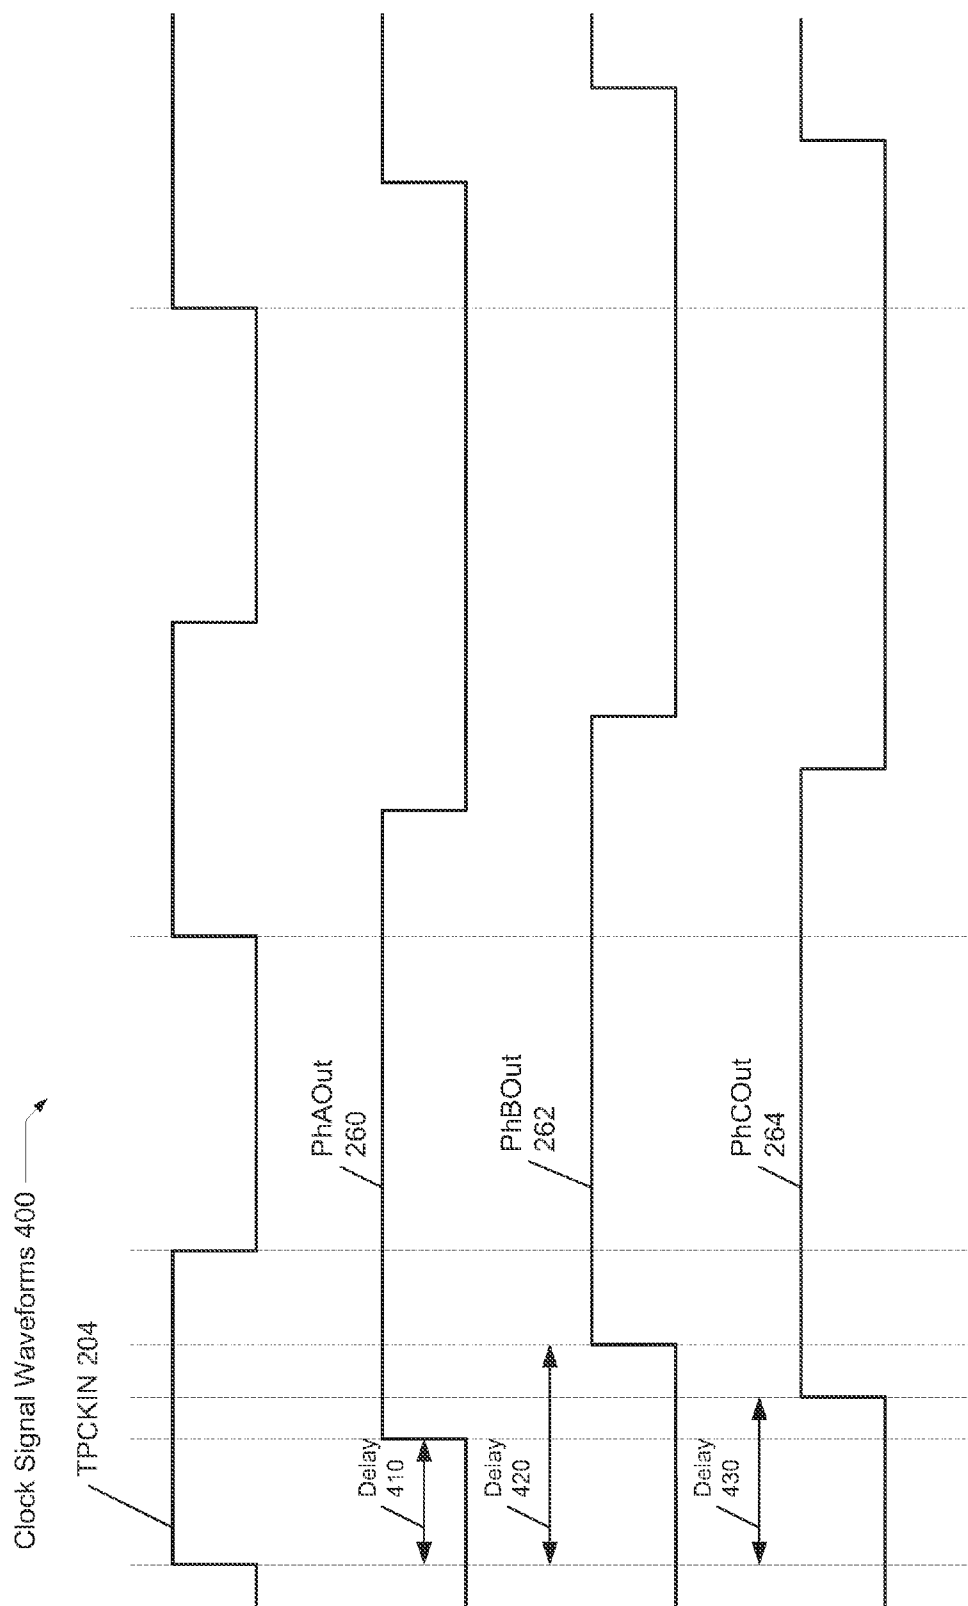 Clock Signal Waveforms 400
TPCKIN 204
PhAOut
260
Delay
410
PhBOut
262
Delay
420
PhCOut
264
Delay
430